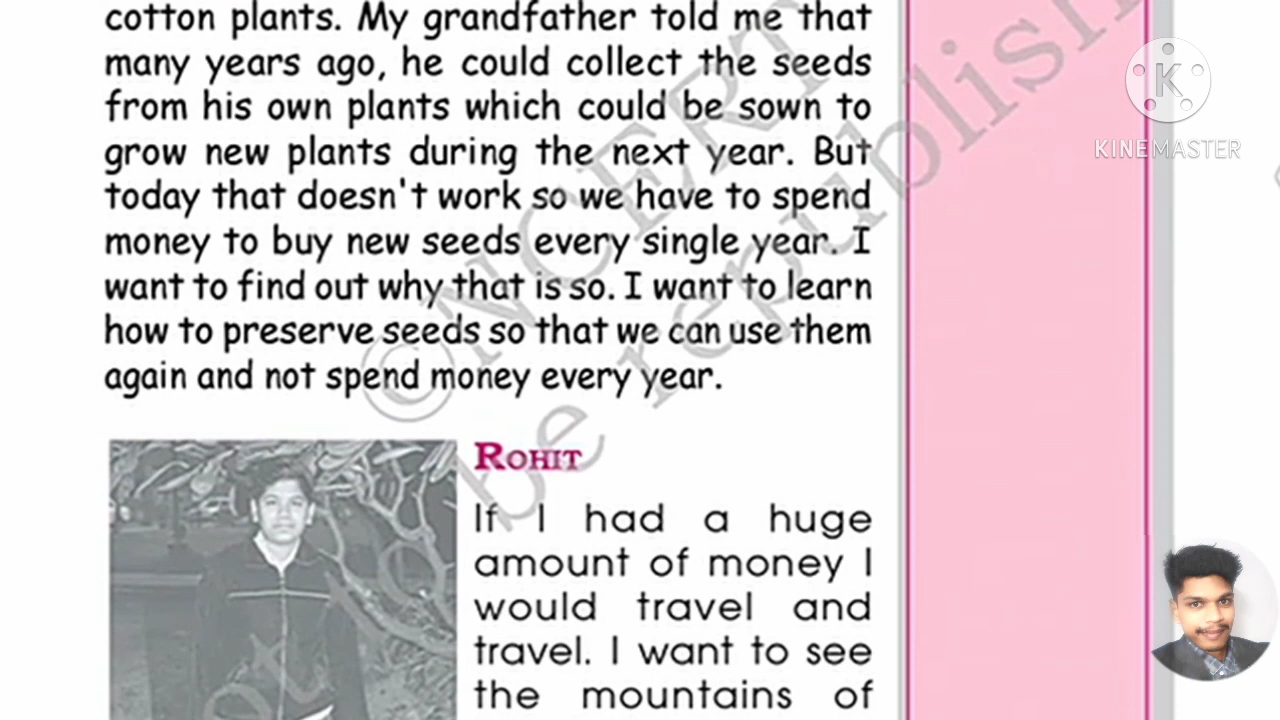 cotton plants. My grandfather told me that
many years ago, he could collect the seeds
from his own plants which could be sown to
grow new plants during the next year. But
today that doesn't work so we have to spend
money to buy new seeds every single year. I
want to find out why that is so. I want to learn
how to preserve seeds so that we can use them
again and not spend money every year.
ROHIT
If I had a huge
amount of money I
would travel and
travel. I want to see
the mountains of
©NCERT
be republish
K
KINEMASTER